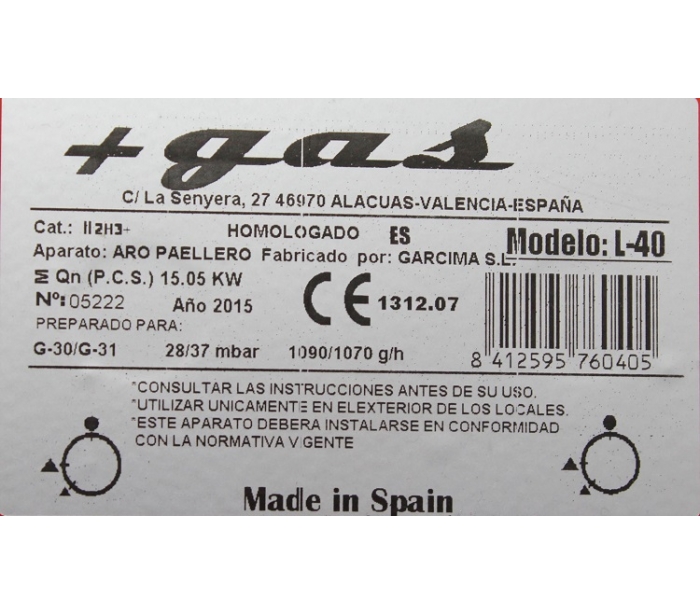 +gas
C/ La Senyera, 27 46970 ALACUAS-VALENCIA-ESPAÑA
Cat.: II2H3+ HOMOLOGADO ES Modelo: L-40
Aparato: ARO PAELLERO Fabricado por: GARCIMA S.L.
Σ Qn (P.C.S.) 15.05 KW
Nº: 05222 Año 2015 CE 1312.07
PREPARADO PARA:
G-30/G-31 28/37 mbar 1090/1070 g/h 8 412595 760405
*CONSULTAR LAS INSTRUCCIONES ANTES DE SU USO.
*UTILIZAR UNICAMENTE EN ELEXTERIOR DE LOS LOCALES.
*ESTE APARATO DEBERA INSTALARSE EN CONFORMIDAD
CON LA NORMATIVA VIGENTE
Made in Spain